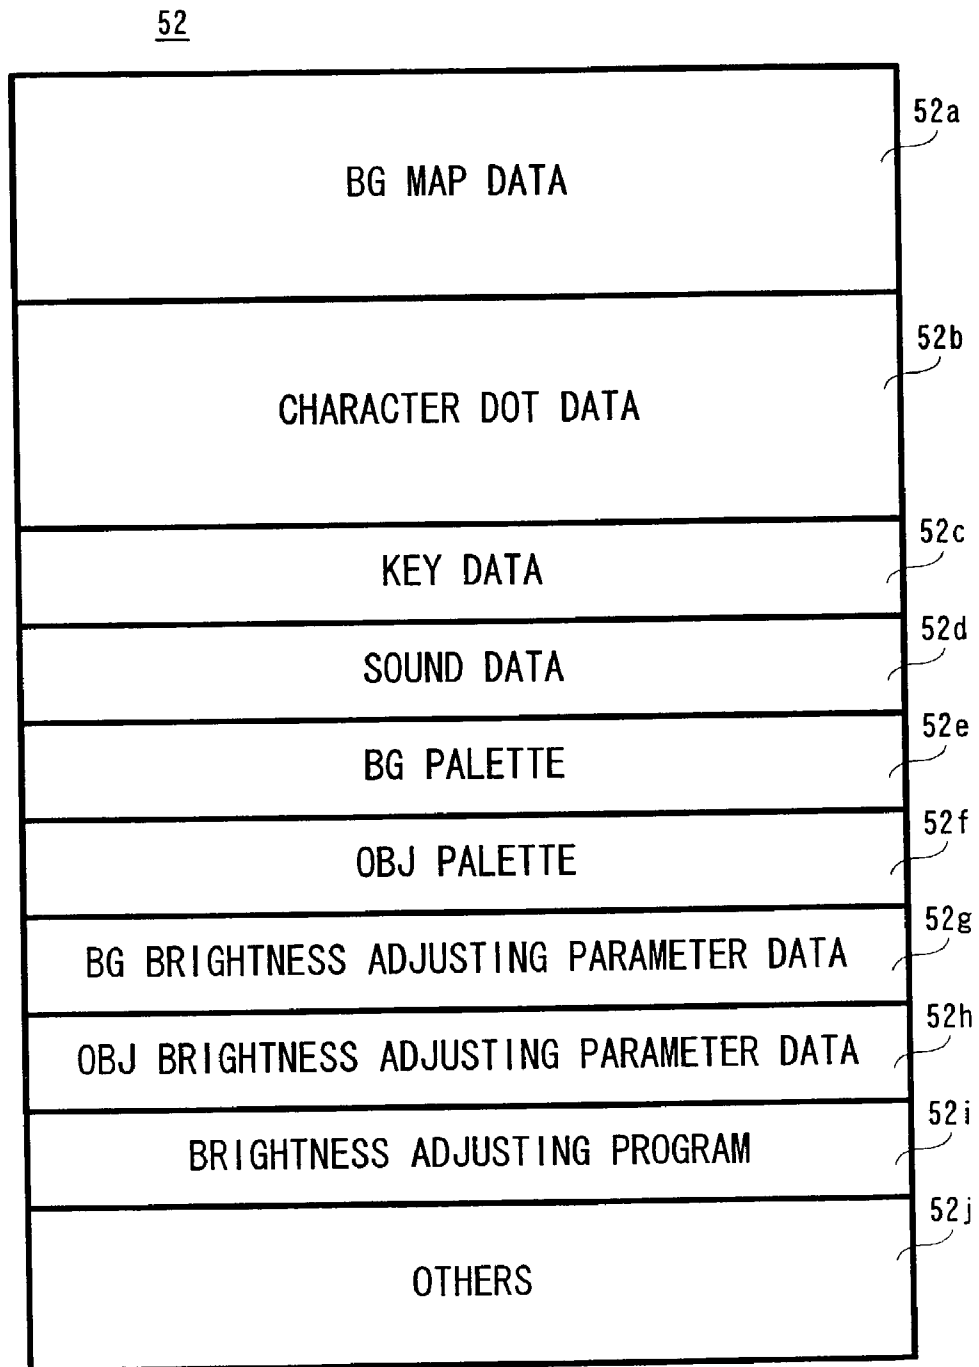 52
52a
BG MAP DATA
52b
CHARACTER DOT DATA
52c
KEY DATA
52d
SOUND DATA
52e
BG PALETTE
52f
OBJ PALETTE
52g
BG BRIGHTNESS ADJUSTING PARAMETER DATA
52h
OBJ BRIGHTNESS ADJUSTING PARAMETER DATA
52i
BRIGHTNESS ADJUSTING PROGRAM
52j
OTHERS